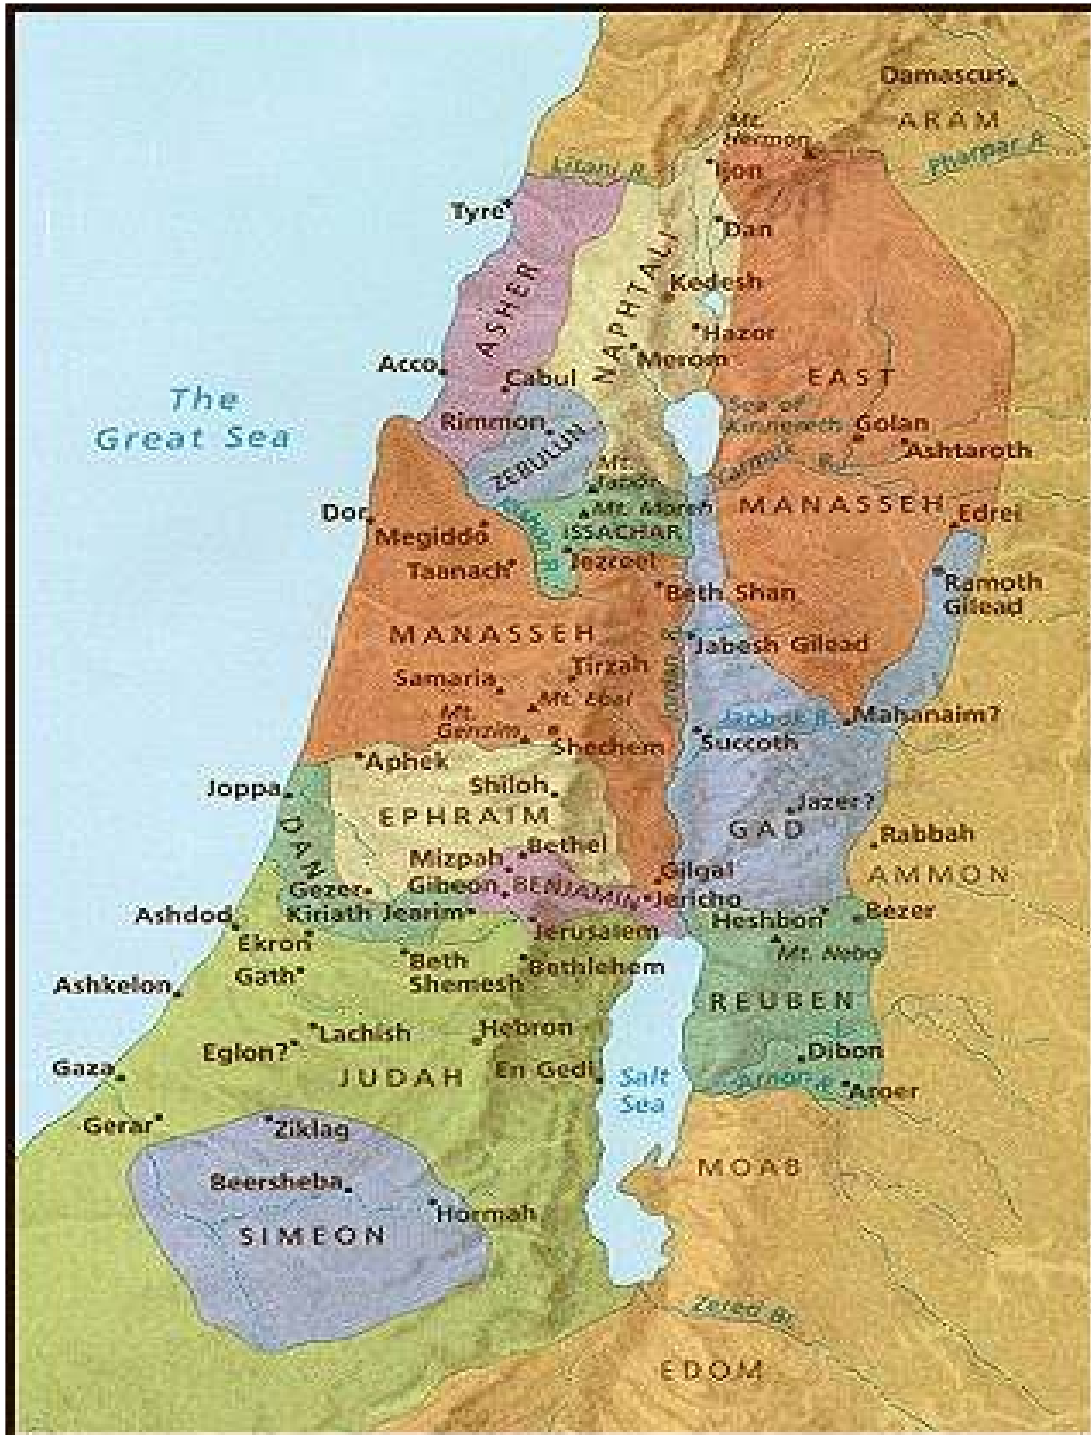 Damascus
ARAM
Mt.
Hermon
Pharpar R.
Litani R.
Ijon
Tyre
Dan
NAPHTALI
Kedesh
ASHER
Hazor
Merom
Acco
Cabul
EAST
The
Great Sea
Sea of
Kinnereth
Golan
Rimmon
Ashtaroth
ZEBULUN
Mt.
Tabor
Yarmuk R.
MANASSEH
Mt. Moreh
Edrei
Dor
Megiddo
Kishon R.
ISSACHAR
Jezreel
Taanach
Beth Shan
Ramoth
Gilead
MANASSEH
Jabesh Gilead
Jordan R.
Tirzah
Samaria
Mt. Ebal
Mt.
Gerizim
Jabbok R.
Mahanaim?
Shechem
Succoth
Aphek
Joppa
Shiloh
Jazer?
EPHRAIM
GAD
DAN
Rabbah
Bethel
Mizpah
Gilgal
AMMON
Gezer
Gibeon
BENJAMIN
Jericho
Ashdod
Kiriath Jearim
Heshbon
Bezer
Jerusalem
Ekron
Mt. Nebo
Beth
Shemesh
Bethlehem
Gath
Ashkelon
REUBEN
Lachish
Hebron
Eglon?
Dibon
Gaza
JUDAH
En Gedi
Salt
Sea
Arnon R.
Aroer
Gerar
Ziklag
MOAB
Beersheba
Hormah
SIMEON
Zered Br.
EDOM